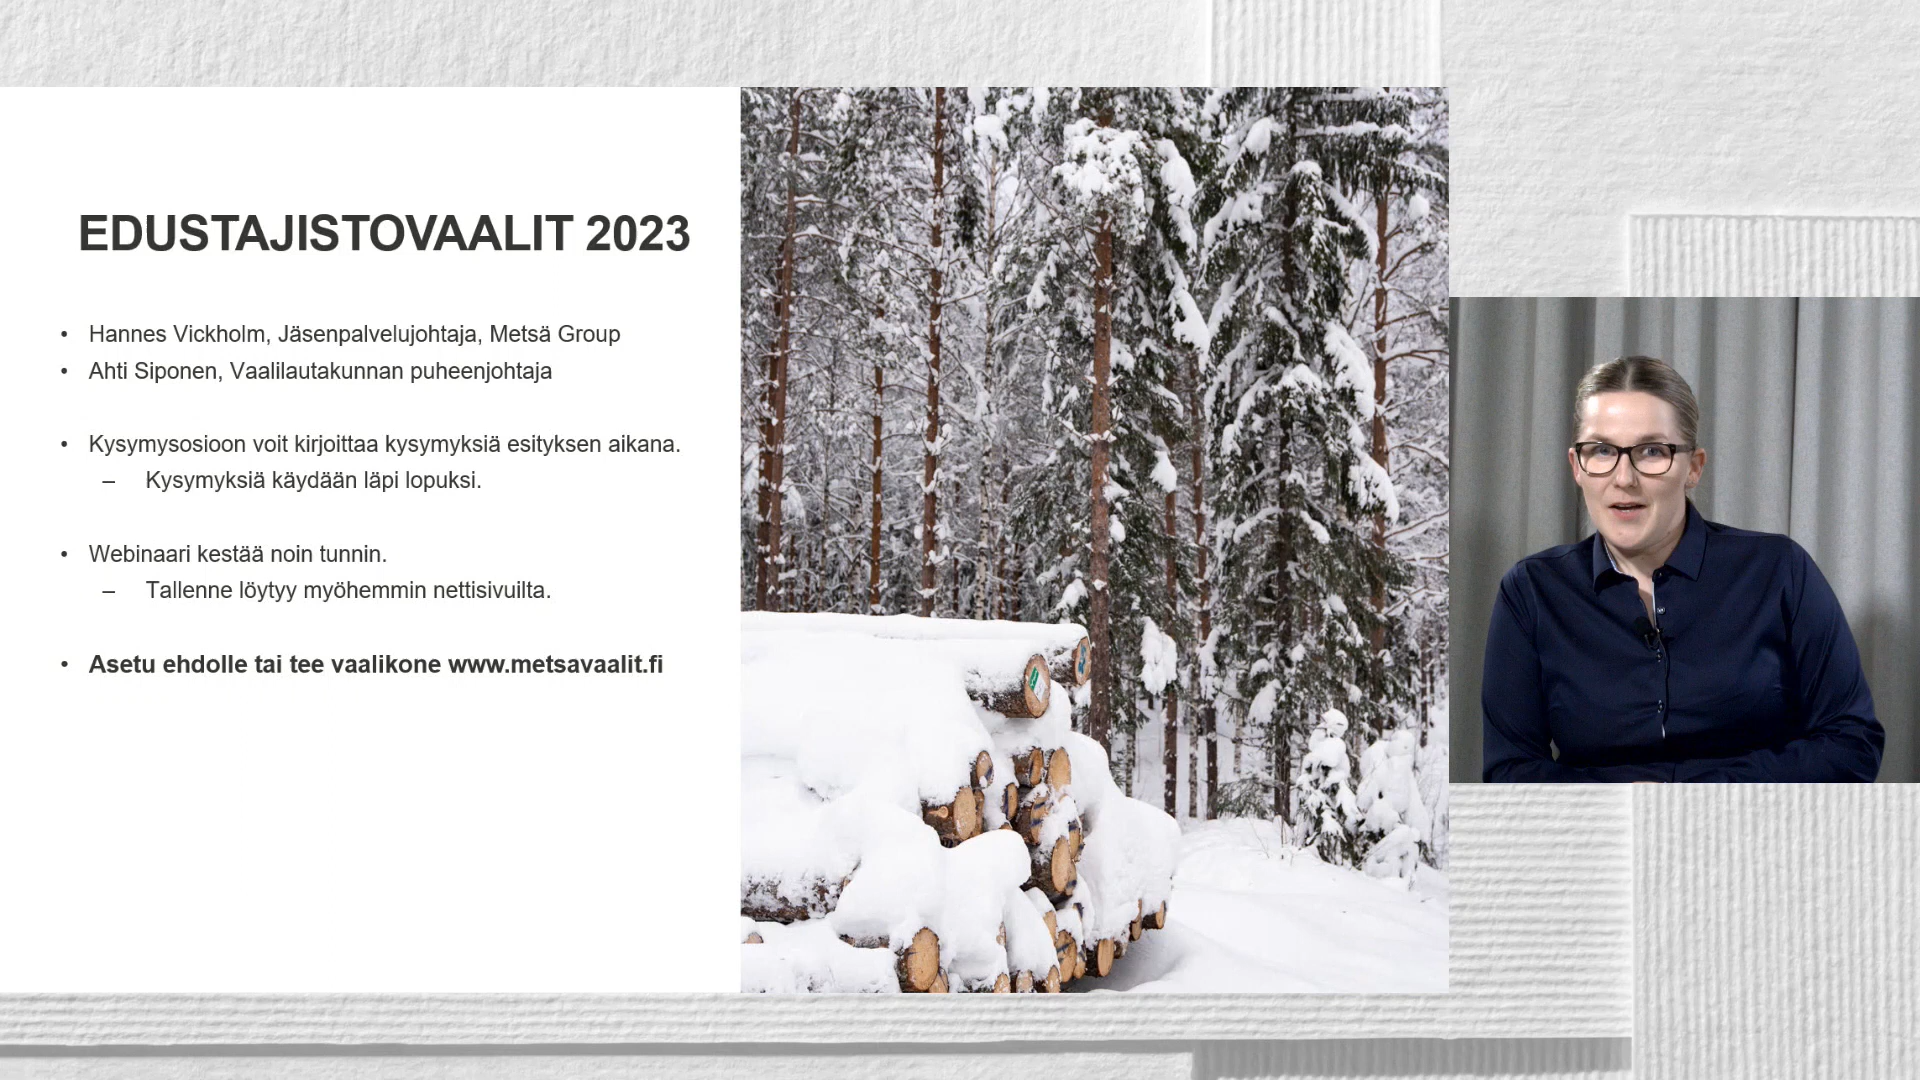 EDUSTAJISTOVAALIT 2023
• Hannes Vickholm, Jäsenpalvelujohtaja, Metsä Group
• Ahti Siponen, Vaalilautakunnan puheenjohtaja
• Kysymysosioon voit kirjoittaa kysymyksiä esityksen aikana.
– Kysymyksiä käydään läpi lopuksi.
• Webinaari kestää noin tunnin.
– Tallenne löytyy myöhemmin nettisivuilta.
• Asetu ehdolle tai tee vaalikone www.metsavaalit.fi